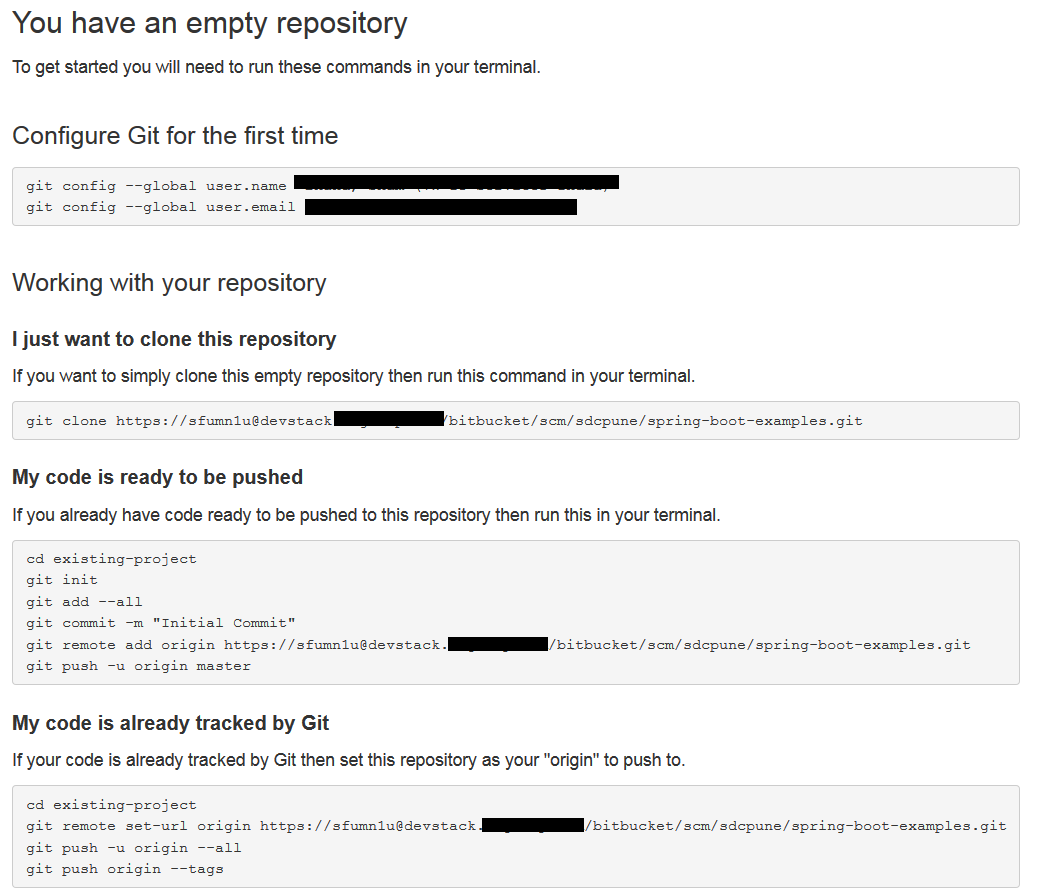 You have an empty repository
To get started you will need to run these commands in your terminal.
Configure Git for the first time
git config --global user.name
git config --global user.email
Working with your repository
I just want to clone this repository
If you want to simply clone this empty repository then run this command in your terminal.
git clone https://sfumn1u@devstack /bitbucket/scm/sdcpune/spring-boot-examples.git
My code is ready to be pushed
If you already have code ready to be pushed to this repository then run this in your terminal.
cd existing-project
git init
git add --all
git commit -m "Initial Commit"
git remote add origin https://sfumn1u@devstack. /bitbucket/scm/sdcpune/spring-boot-examples.git
git push -u origin master
My code is already tracked by Git
If your code is already tracked by Git then set this repository as your "origin" to push to.
cd existing-project
git remote set-url origin https://sfumn1u@devstack. /bitbucket/scm/sdcpune/spring-boot-examples.git
git push -u origin --all
git push origin --tags